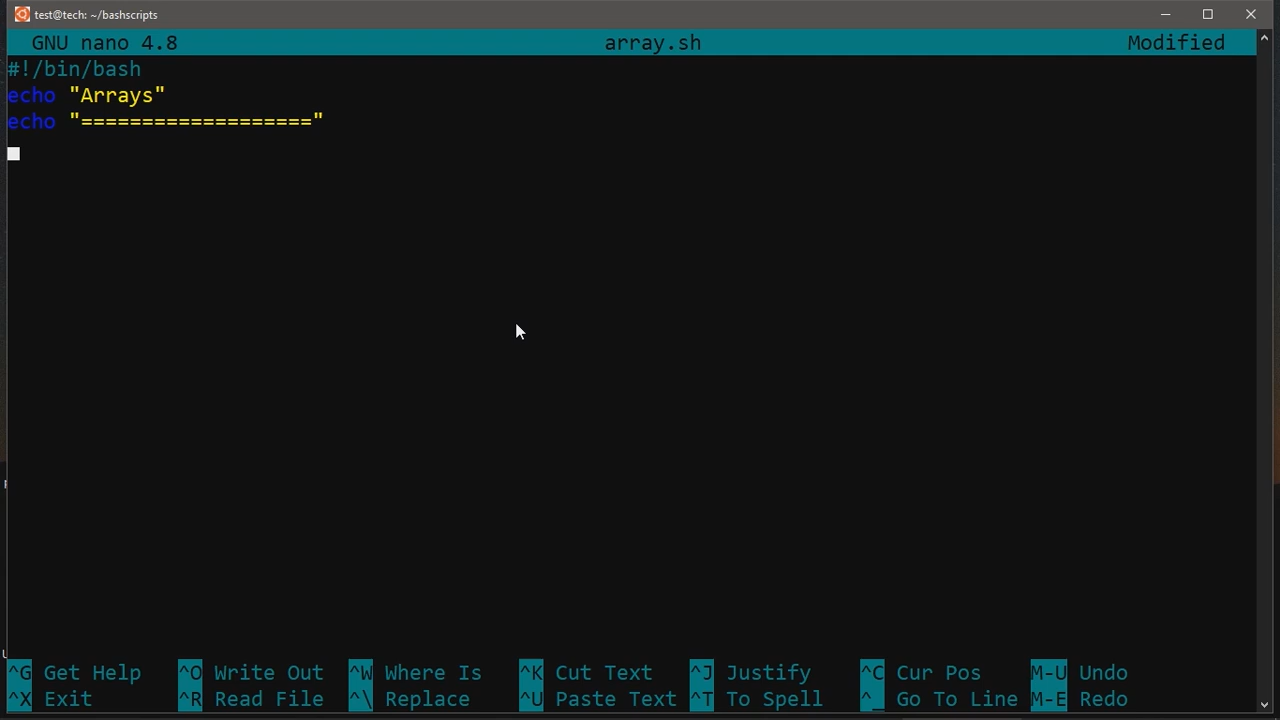 test@tech: ~/bashscripts
GNU nano 4.8 array.sh Modified
#!/bin/bash
echo "Arrays"
echo "==================="
^G Get Help ^O Write Out ^W Where Is ^K Cut Text ^J Justify ^C Cur Pos M-U Undo
^X Exit ^R Read File ^\ Replace ^U Paste Text ^T To Spell ^_ Go To Line M-E Redo